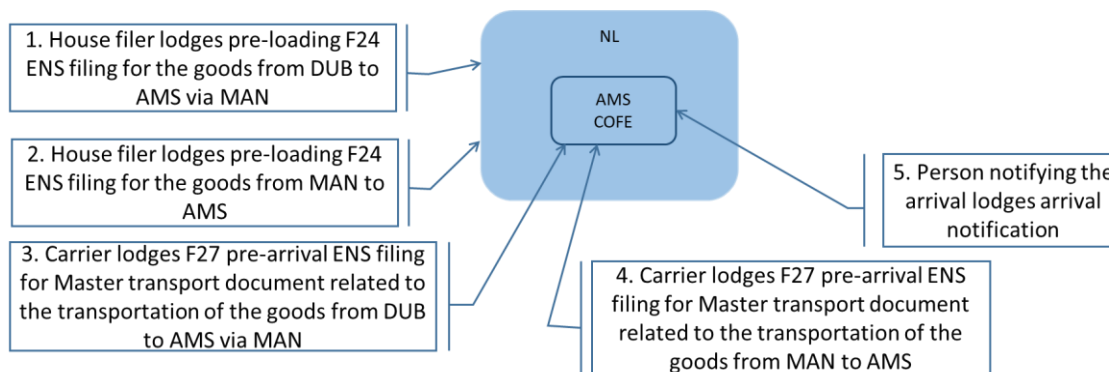 1. House filer lodges pre-loading F24
ENS filing for the goods from DUB to
AMS via MAN
NL
AMS
COFE
2. House filer lodges pre-loading F24
ENS filing for the goods from MAN to
AMS
5. Person notifying the
arrival lodges arrival
notification
3. Carrier lodges F27 pre-arrival ENS filing
for Master transport document related to
the transportation of the goods from DUB
to AMS via MAN
4. Carrier lodges F27 pre-arrival ENS
filing for Master transport document
related to the transportation of the
goods from MAN to AMS